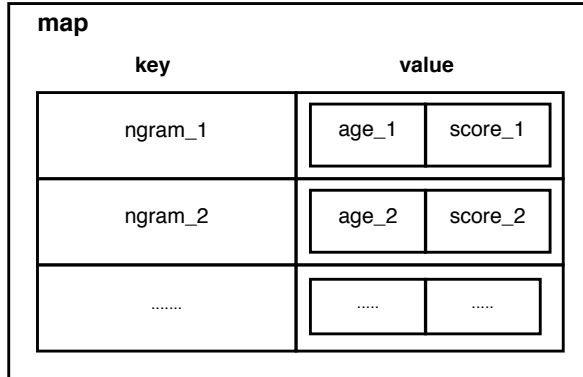 map
key value
ngram_1 age_1 score_1
ngram_2 age_2 score_2
....... ..... .....